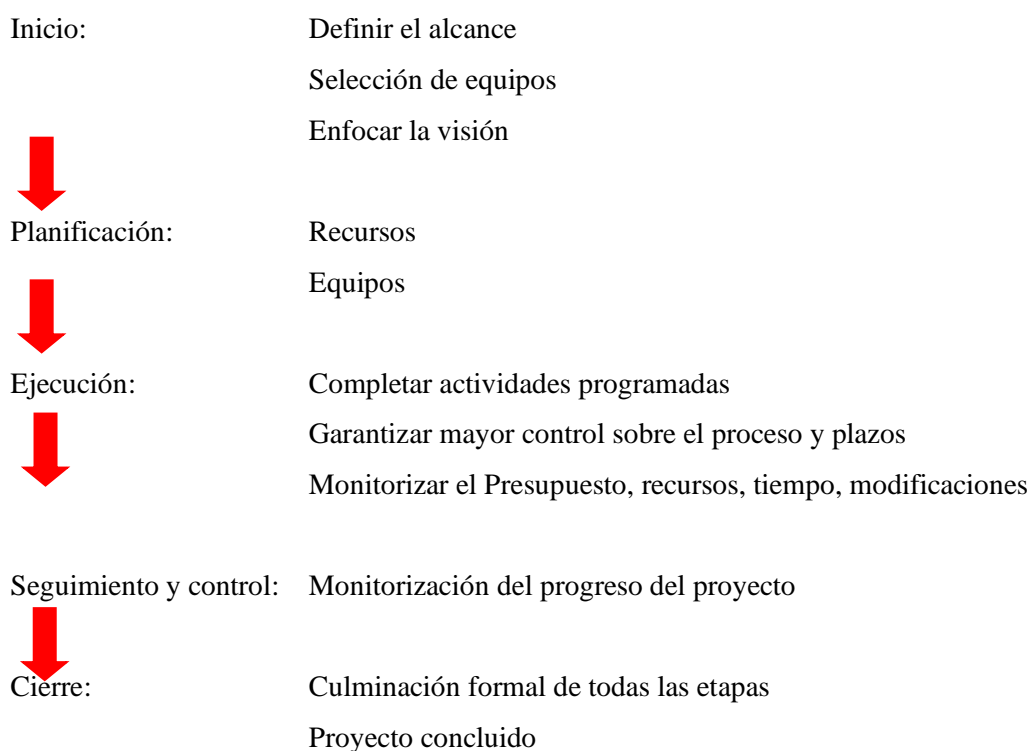 Inicio: Definir el alcance
Selección de equipos
Enfocar la visión
Planificación: Recursos
Equipos
Ejecución: Completar actividades programadas
Garantizar mayor control sobre el proceso y plazos
Monitorizar el Presupuesto, recursos, tiempo, modificaciones
Seguimiento y control: Monitorización del progreso del proyecto
Cierre: Culminación formal de todas las etapas
Proyecto concluido